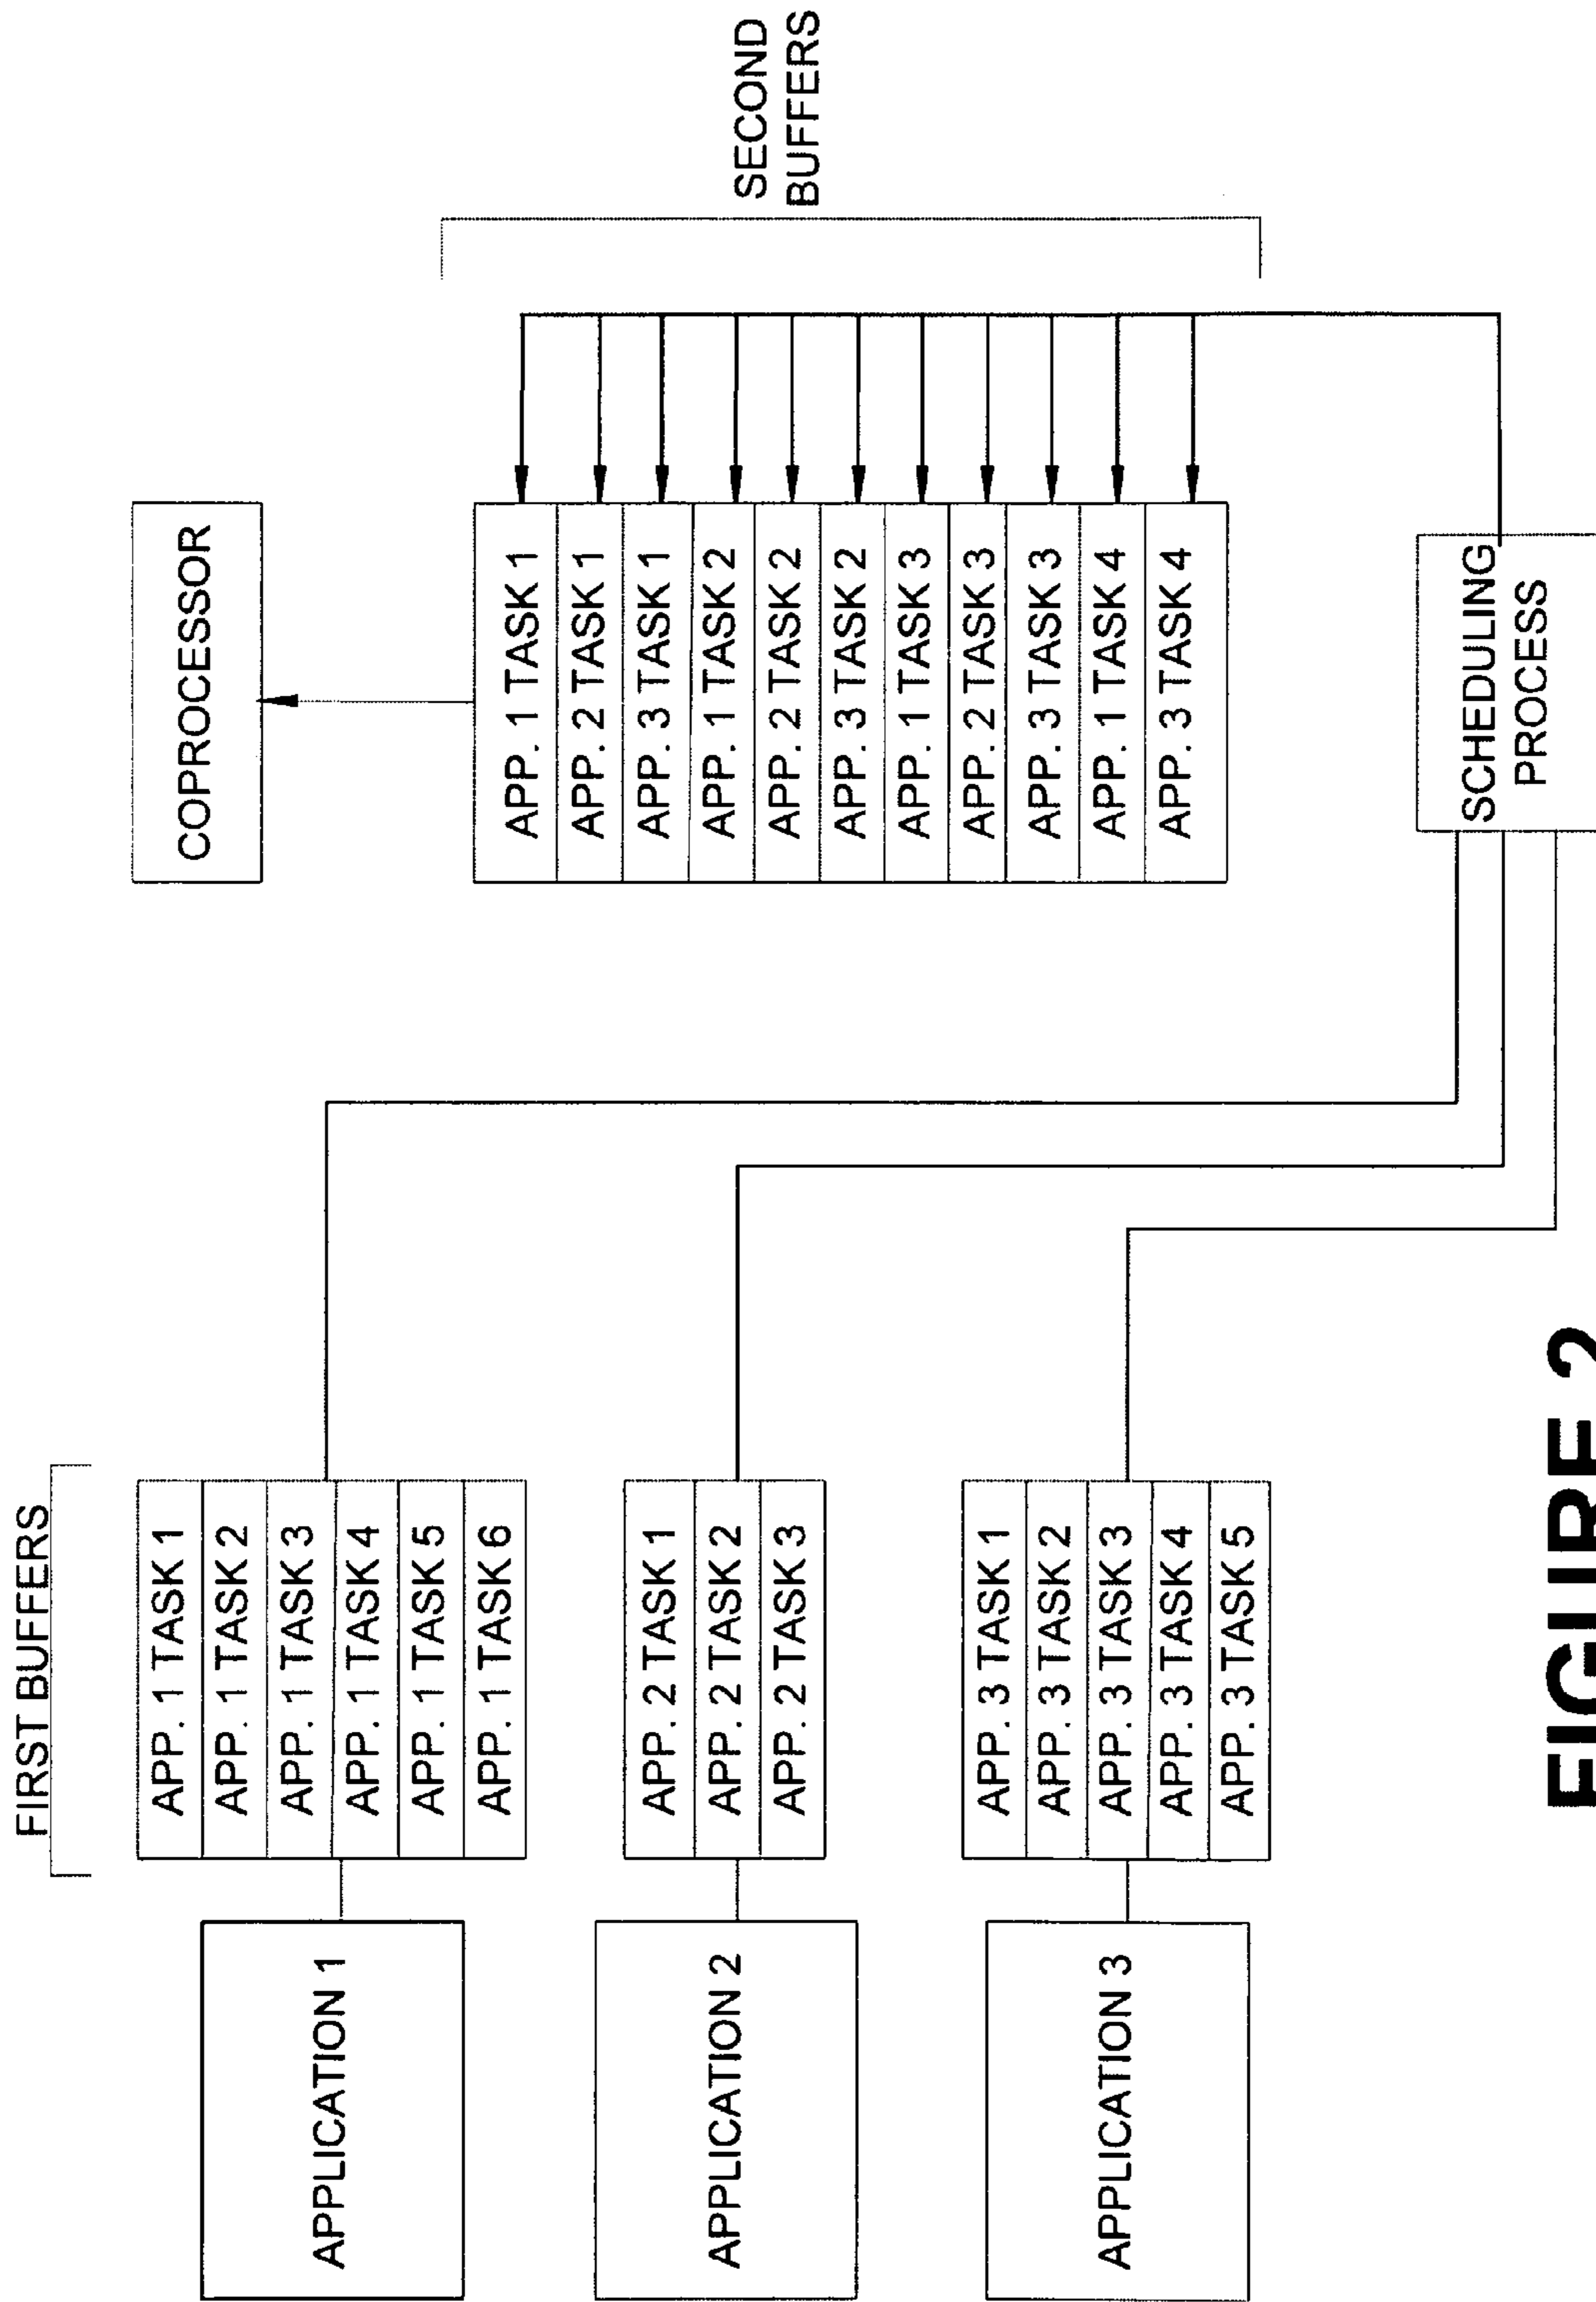 FIRST BUFFERS
APPLICATION 1
APP. 1 TASK 1
APP. 1 TASK 2
APP. 1 TASK 3
APP. 1 TASK 4
APP. 1 TASK 5
APP. 1 TASK 6
APPLICATION 2
APP. 2 TASK 1
APP. 2 TASK 2
APP. 2 TASK 3
APPLICATION 3
APP. 3 TASK 1
APP. 3 TASK 2
APP. 3 TASK 3
APP. 3 TASK 4
APP. 3 TASK 5
COPROCESSOR
APP. 1 TASK 1
APP. 2 TASK 1
APP. 3 TASK 1
APP. 1 TASK 2
APP. 2 TASK 2
APP. 3 TASK 2
APP. 1 TASK 3
APP. 2 TASK 3
APP. 3 TASK 3
APP. 1 TASK 4
APP. 3 TASK 4
SECOND
BUFFERS
SCHEDULING
PROCESS
FIGURE 2